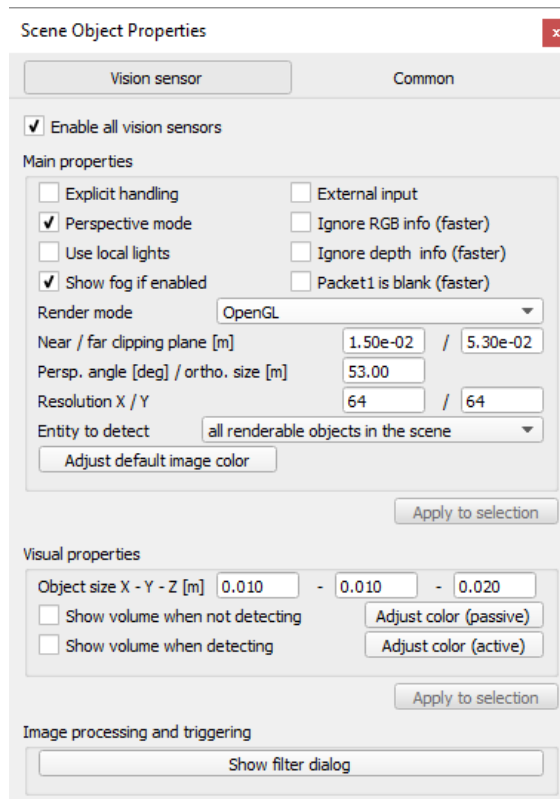 Scene Object Properties
x
Vision sensor Common
Enable all vision sensors
Main properties
Explicit handling External input
Perspective mode Ignore RGB info (faster)
Use local lights Ignore depth info (faster)
Show fog if enabled Packet1 is blank (faster)
Render mode OpenGL
Near / far clipping plane [m] 1.50e-02 / 5.30e-02
Persp. angle [deg] / ortho. size [m] 53.00
Resolution X / Y 64 / 64
Entity to detect all renderable objects in the scene
Adjust default image color
Apply to selection
Visual properties
Object size X - Y - Z [m] 0.010 - 0.010 - 0.020
Show volume when not detecting Adjust color (passive)
Show volume when detecting Adjust color (active)
Apply to selection
Image processing and triggering
Show filter dialog